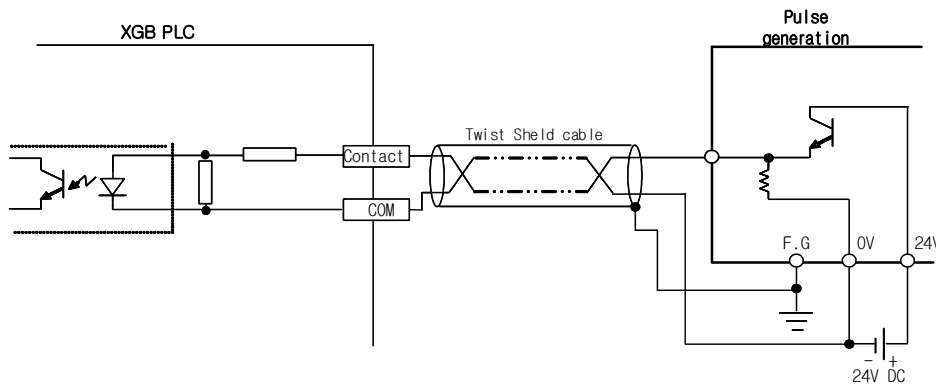 XGB PLC
Pulse
generation
Twist Sheld cable
Contact
COM
F.G
0V
24V
- +
24V DC